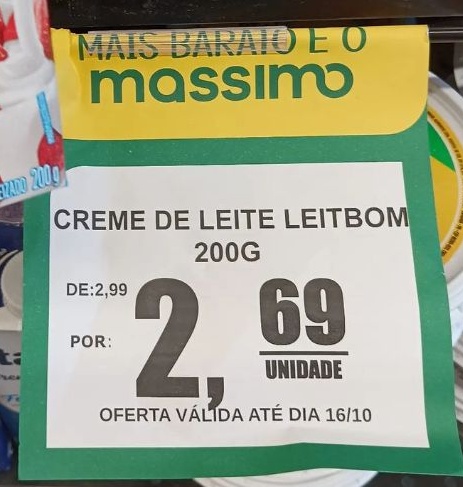 MAIS BARATO É O
massimo
200g
CREME DE LEITE LEITBOM
200G
DE:2,99
POR:
2,69
UNIDADE
OFERTA VÁLIDA ATÉ DIA 16/10